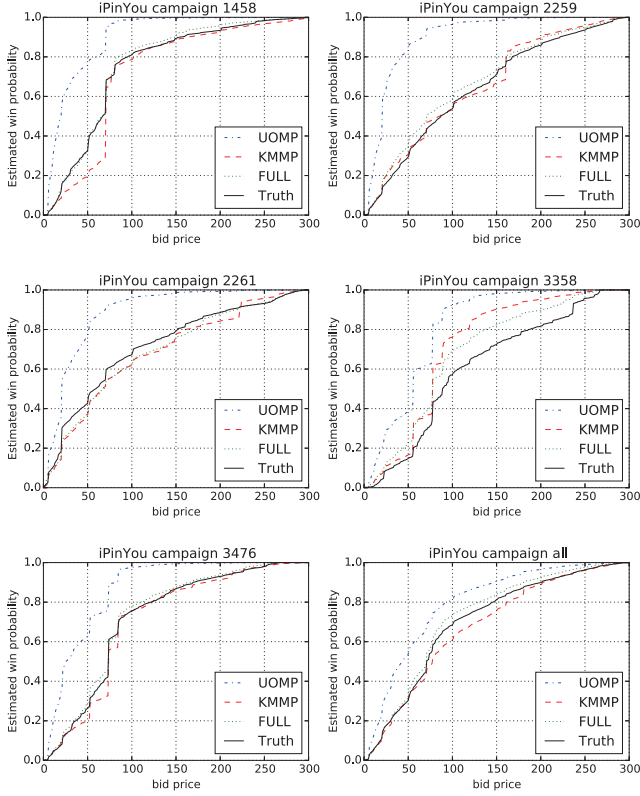 iPinYou campaign 1458
Estimated win probability
1.0
0.8
0.6
0.4
0.2
0.0
UOMP
KMMP
FULL
Truth
0 50 100 150 200 250 300
bid price
iPinYou campaign 2259
Estimated win probability
1.0
0.8
0.6
0.4
0.2
0.0
UOMP
KMMP
FULL
Truth
0 50 100 150 200 250 300
bid price
iPinYou campaign 2261
Estimated win probability
1.0
0.8
0.6
0.4
0.2
0.0
UOMP
KMMP
FULL
Truth
0 50 100 150 200 250 300
bid price
iPinYou campaign 3358
Estimated win probability
1.0
0.8
0.6
0.4
0.2
0.0
UOMP
KMMP
FULL
Truth
0 50 100 150 200 250 300
bid price
iPinYou campaign 3476
Estimated win probability
1.0
0.8
0.6
0.4
0.2
0.0
UOMP
KMMP
FULL
Truth
0 50 100 150 200 250 300
bid price
iPinYou campaign all
Estimated win probability
1.0
0.8
0.6
0.4
0.2
0.0
UOMP
KMMP
FULL
Truth
0 50 100 150 200 250 300
bid price